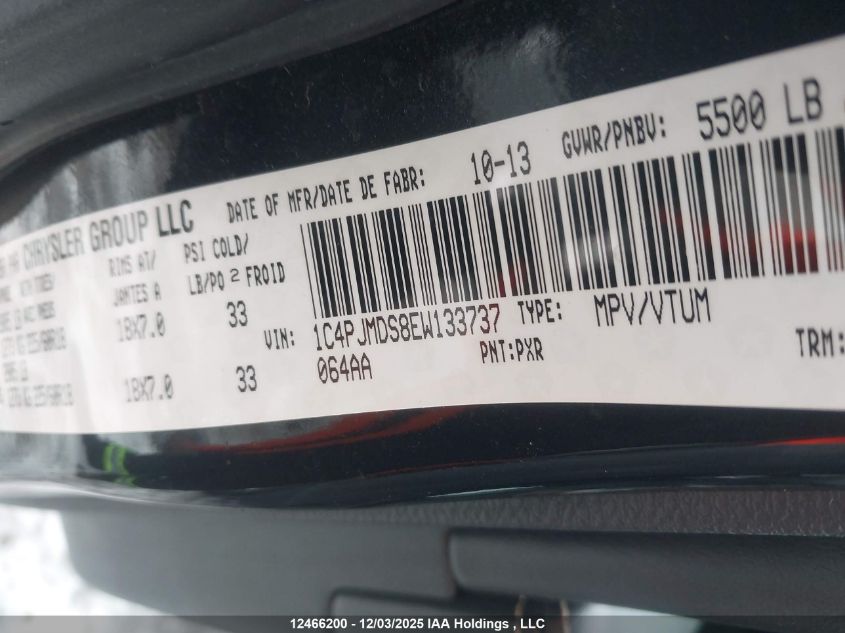 CHRYSLER GROUP LLC
DATE OF MFR/DATE DE FABR: 10-13 GVWR/PNBV: 5500 LB
RIMS AT/ PSI COLD/
JANTES A LB/PO 2 FROID
18X7.0 33
18X7.0 33
VIN: 1C4PJMDS8EW133737 TYPE: MPV/VTUM
064AA PNT:PXR TRM:
12466200 - 12/03/2025 IAA Holdings , LLC